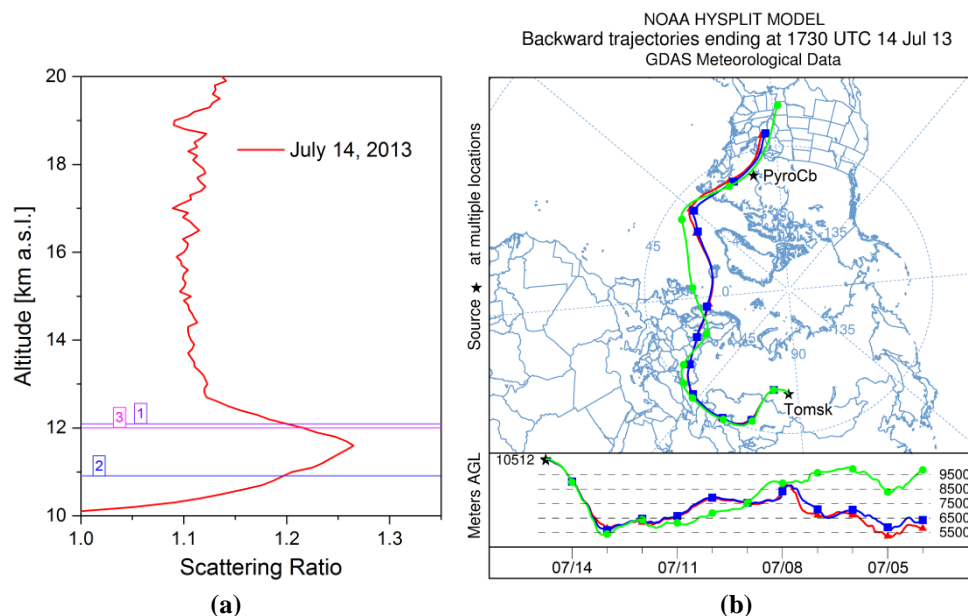 NOAA HYSPLIT MODEL
Backward trajectories ending at 1730 UTC 14 Jul 13
GDAS Meteorological Data
20
18
16
14
12
10
Altitude [km a.s.l.]
July 14, 2013
3
1
2
1.0
1.1
1.2
1.3
Scattering Ratio
(a)
Source ★ at multiple locations
PyroCb
45
-135
0
45
135
90
Tomsk
Meters AGL
10512
9500
8500
7500
6500
5500
07/14
07/11
07/08
07/05
(b)